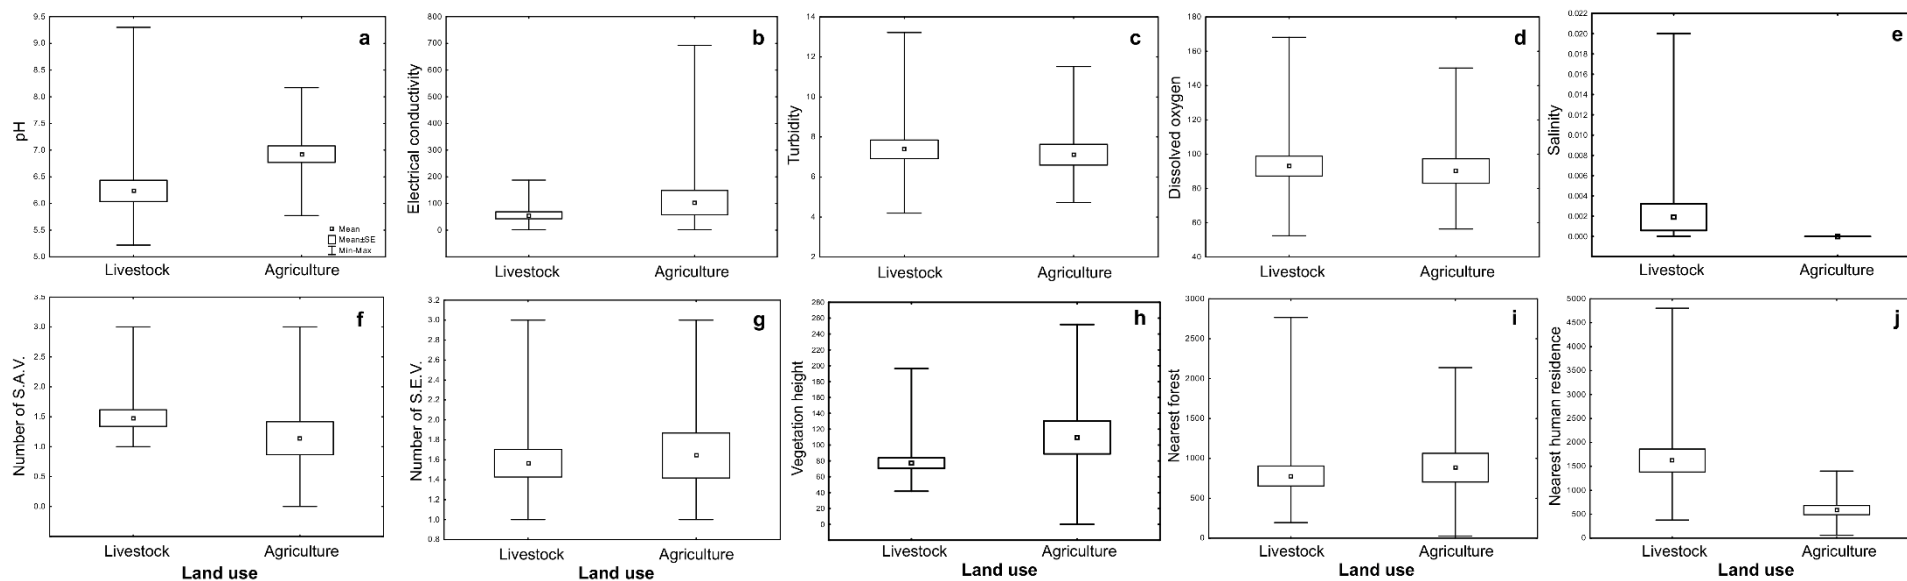 a
pH
9.5
9.0
8.5
8.0
7.5
7.0
6.5
6.0
5.5
5.0
Mean
Mean±SE
Min-Max
Livestock Agriculture
b
Electrical conductivity
800
700
600
500
400
300
200
100
0
Livestock Agriculture
c
Turbidity
14
12
10
8
6
4
2
Livestock Agriculture
d
Dissolved oxygen
180
160
140
120
100
80
60
40
Livestock Agriculture
e
Salinity
0.022
0.020
0.018
0.016
0.014
0.012
0.010
0.008
0.006
0.004
0.002
0.000
Livestock Agriculture
f
Number of S.A.V.
3.5
3.0
2.5
2.0
1.5
1.0
0.5
0.0
Livestock Agriculture
Land use
g
Number of S.E.V.
3.2
3.0
2.8
2.6
2.4
2.2
2.0
1.8
1.6
1.4
1.2
1.0
0.8
Livestock Agriculture
Land use
h
Vegetation height
280
260
240
220
200
180
160
140
120
100
80
60
40
20
0
Livestock Agriculture
Land use
i
Nearest forest
3000
2500
2000
1500
1000
500
0
Livestock Agriculture
Land use
j
Nearest human residence
5000
4500
4000
3500
3000
2500
2000
1500
1000
500
0
Livestock Agriculture
Land use